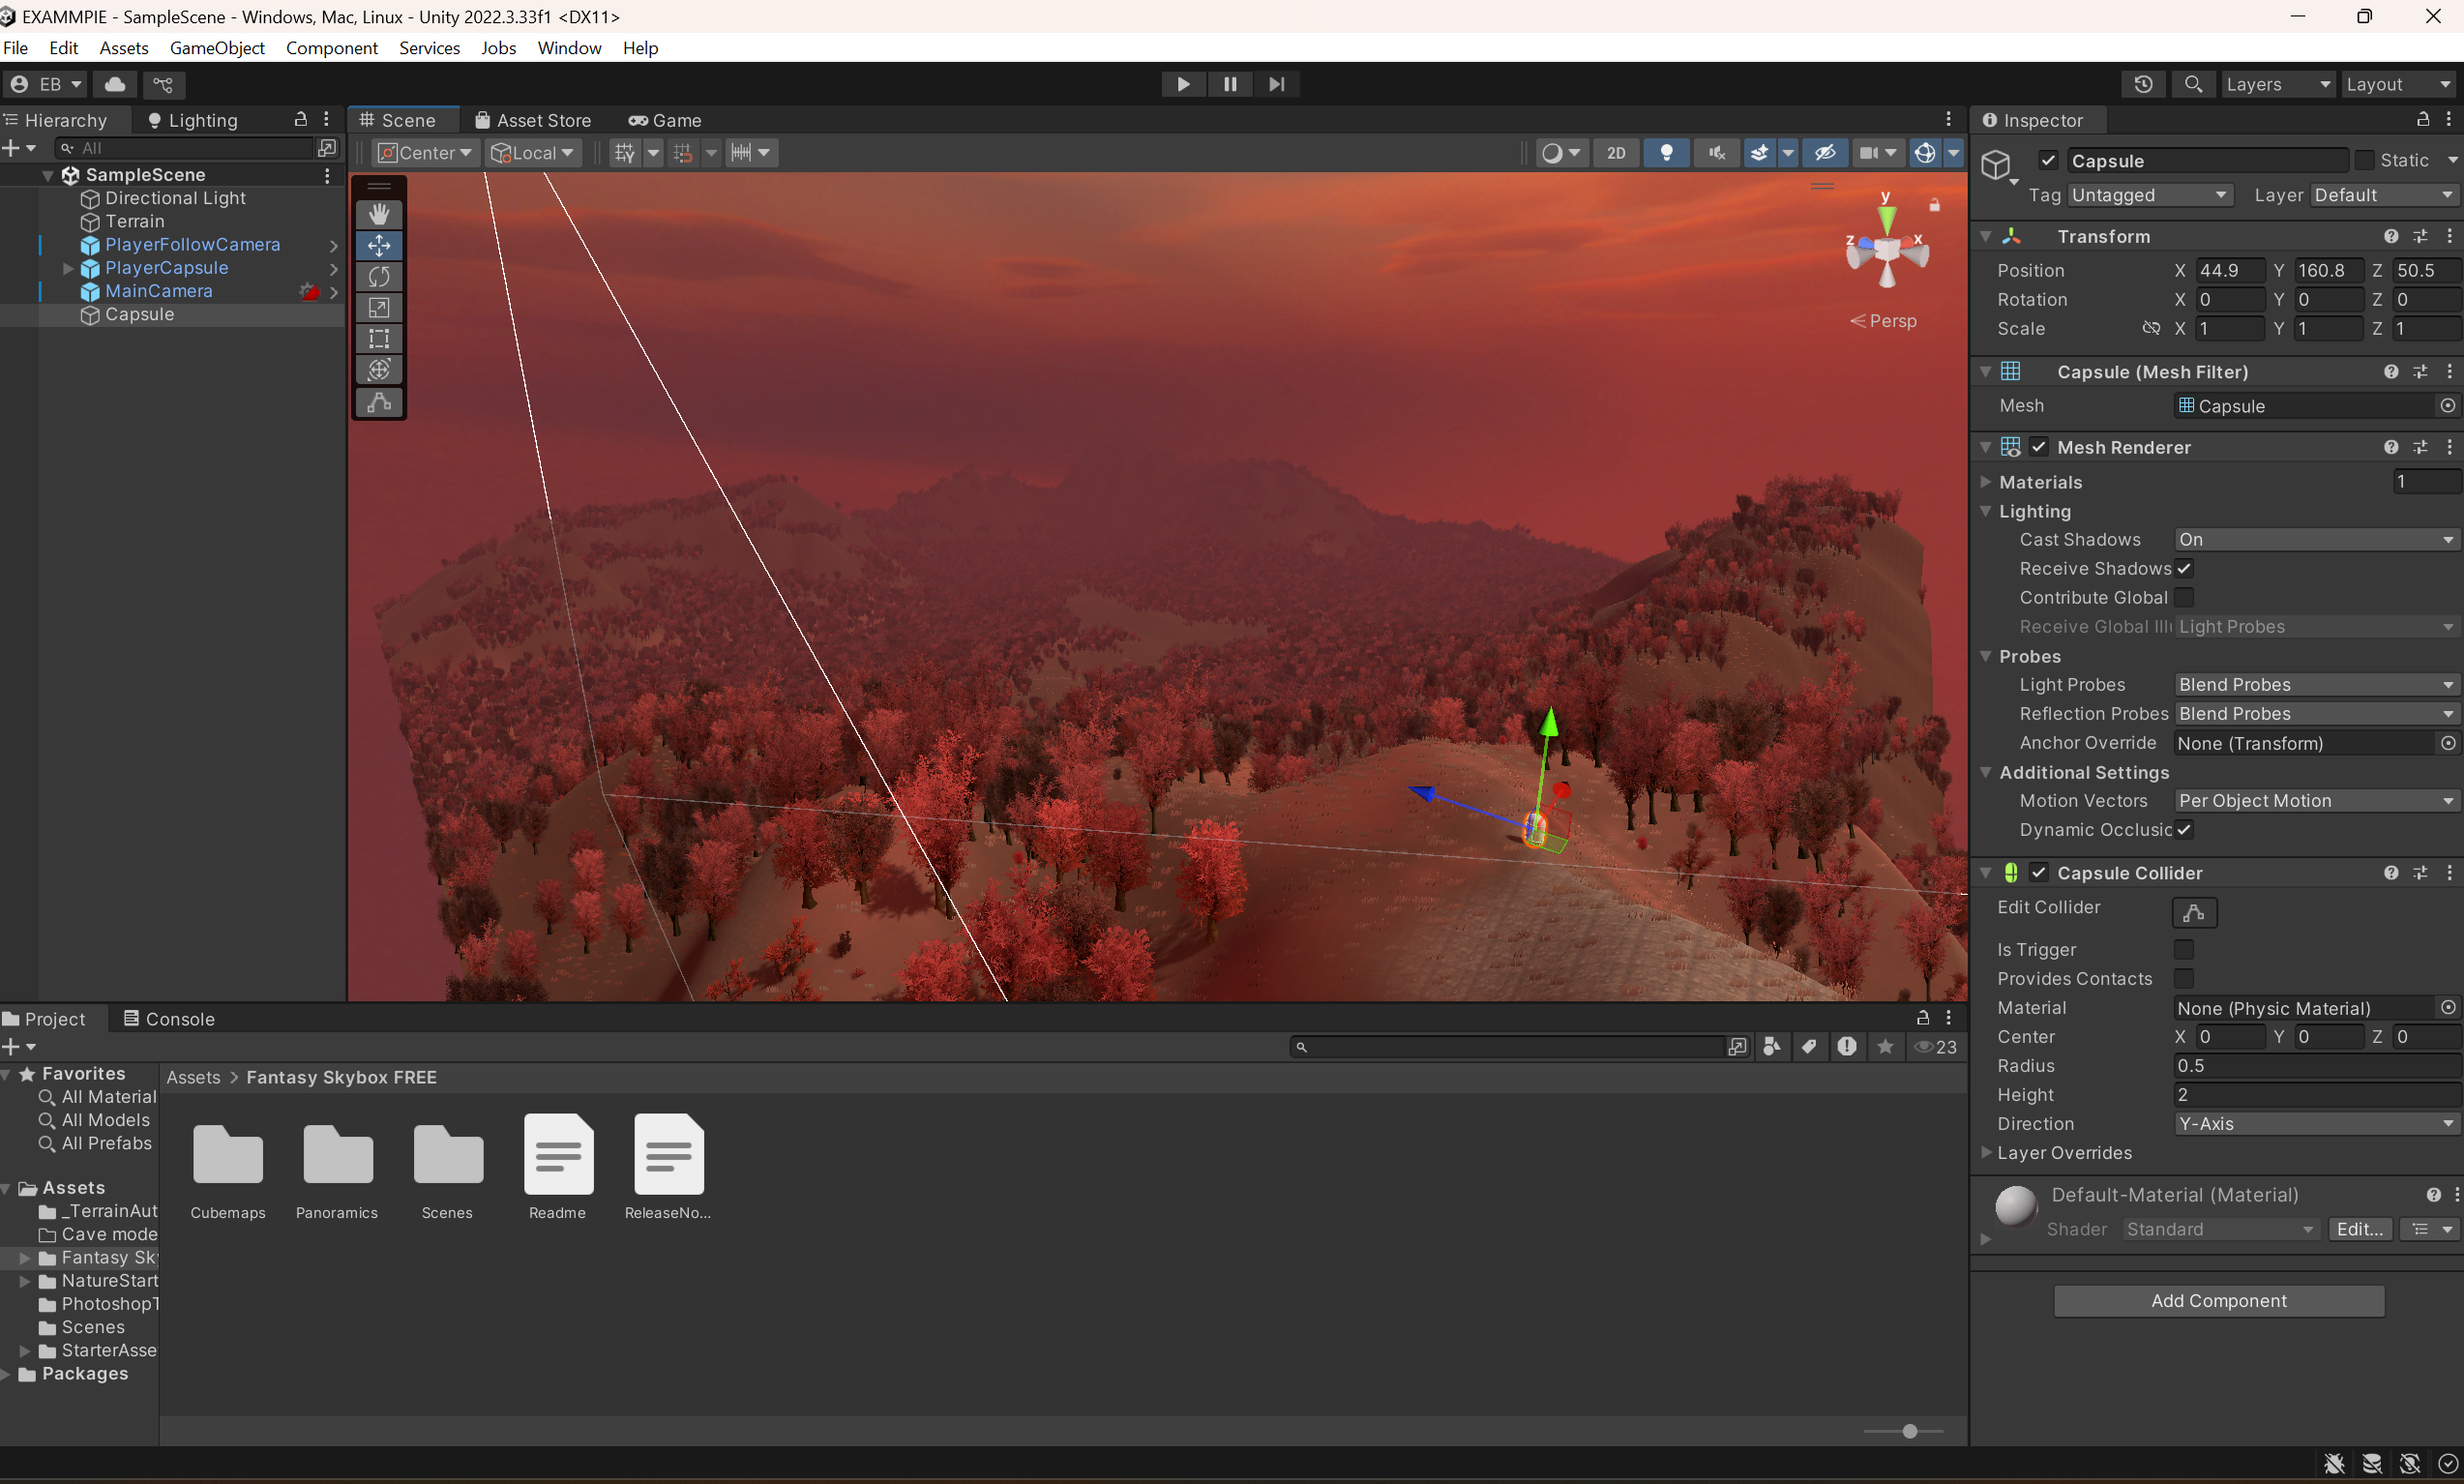 EXAMMPIE - SampleScene - Windows, Mac, Linux - Unity 2022.3.33f1 <DX11>
File Edit Assets GameObject Component Services Jobs Window Help
EB
Layers
Layout
Hierarchy
Lighting
All
SampleScene
Directional Light
Terrain
PlayerFollowCamera
PlayerCapsule
MainCamera
Capsule
Scene
Asset Store
Game
Center
Local
2D
y
z
x
Persp
Inspector
Capsule
Static
Tag Untagged Layer Default
Transform
Position X 44.9 Y 160.8 Z 50.5
Rotation X 0 Y 0 Z 0
Scale X 1 Y 1 Z 1
Capsule (Mesh Filter)
Mesh Capsule
Mesh Renderer
Materials 1
Lighting
Cast Shadows On
Receive Shadows
Contribute Global
Receive Global Illu Light Probes
Probes
Light Probes Blend Probes
Reflection Probes Blend Probes
Anchor Override None (Transform)
Additional Settings
Motion Vectors Per Object Motion
Dynamic Occlusic
Capsule Collider
Edit Collider
Is Trigger
Provides Contacts
Material None (Physic Material)
Center X 0 Y 0 Z 0
Radius 0.5
Height 2
Direction Y-Axis
Layer Overrides
Default-Material (Material)
Shader Standard Edit...
Add Component
Project
Console
23
Favorites
All Material
All Models
All Prefabs
Assets
_TerrainAut
Cave mode
Fantasy Sky
NatureStart
PhotoshopT
Scenes
StarterAsse
Packages
Assets > Fantasy Skybox FREE
Cubemaps
Panoramics
Scenes
Readme
ReleaseNo...